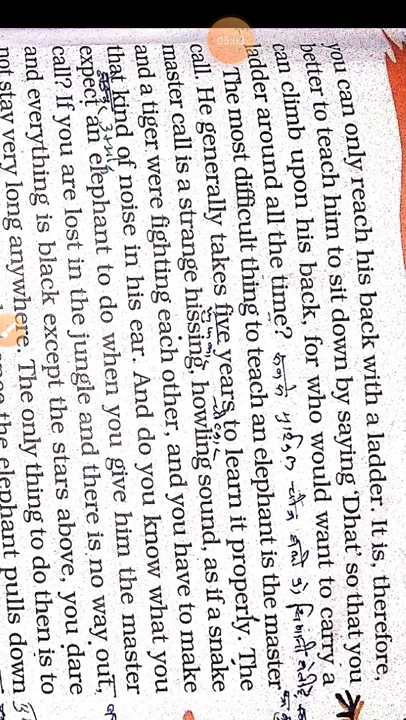 05:03
you can only reach his back with a ladder. It is, therefore,
better to teach him to sit down by saying 'Dhat' so that you
can climb upon his back, for who would want to carry a
ladder around all the time?
The most difficult thing to teach an elephant is the master
call. He generally takes five years to learn it properly. The
master call is a strange hissing, howling sound, as if a snake
and a tiger were fighting each other, and you have to make
that kind of noise in his ear. And do you know what you
expect an elephant to do when you give him the master
call? If you are lost in the jungle and there is no way out,
and everything is black except the stars above, you dare
not stay very long anywhere. The only thing to do then is to
the elephant pulls down